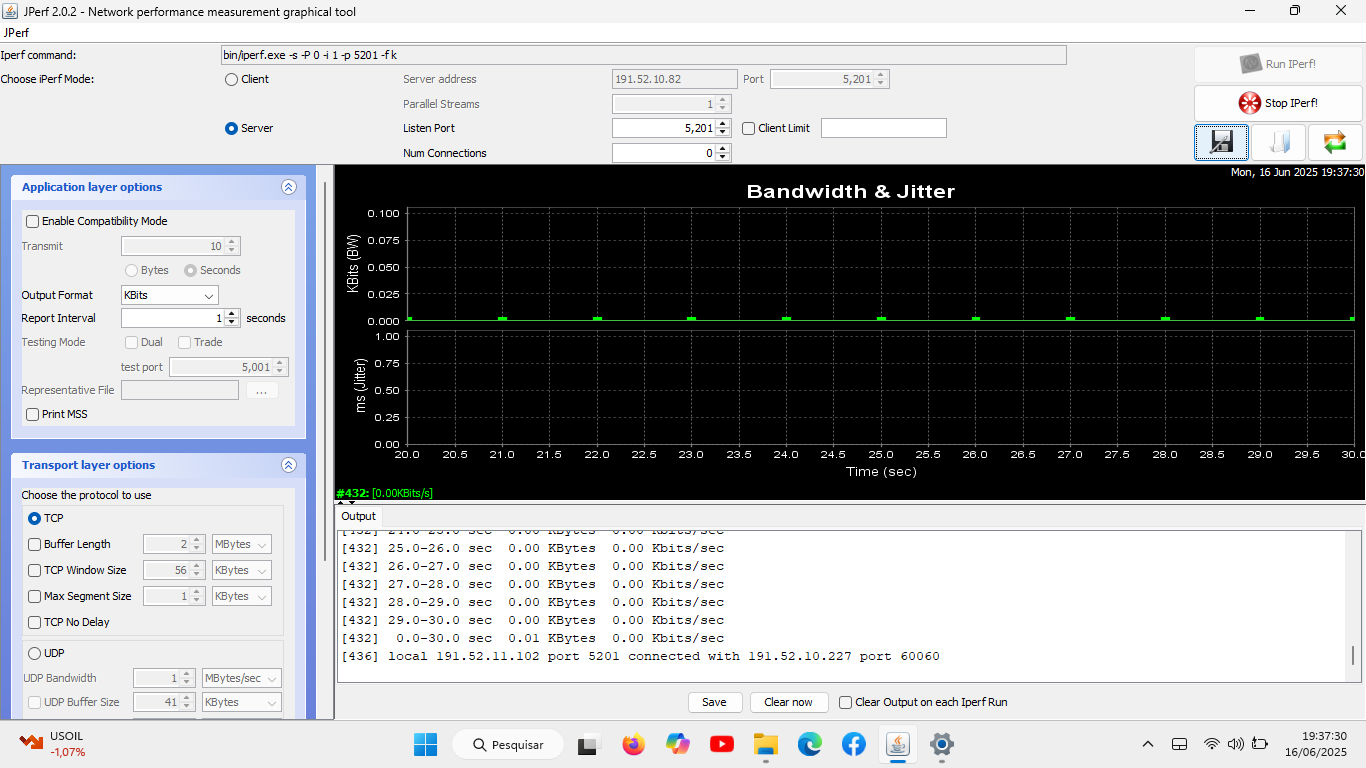 JPerf 2.0.2 - Network performance measurement graphical tool
JPerf
Iperf command:
bin/iperf.exe -s -P 0 -i 1 -p 5201 -f k
Run IPerf!
Choose iPerf Mode:
Client
Server address
191.52.10.82
Port
5,201
Parallel Streams
1
Stop IPerf!
Server
Listen Port
5,201
Client Limit
Num Connections
0
Application layer options
Enable Compatibility Mode
Transmit
10
Bytes
Seconds
Output Format
KBits
Report Interval
1
seconds
Testing Mode
Dual
Trade
test port
5,001
Representative File
...
Print MSS
Transport layer options
Choose the protocol to use
TCP
Buffer Length
2
MBytes
TCP Window Size
56
KBytes
Max Segment Size
1
KBytes
TCP No Delay
UDP
UDP Bandwidth
1
MBytes/sec
UDP Buffer Size
41
KBytes
Mon, 16 Jun 2025 19:37:30
Bandwidth & Jitter
KBits (BW)
0.100
0.075
0.050
0.025
0.000
ms (Jitter)
1.00
0.75
0.50
0.25
0.00
20.0 20.5 21.0 21.5 22.0 22.5 23.0 23.5 24.0 24.5 25.0 25.5 26.0 26.5 27.0 27.5 28.0 28.5 29.0 29.5 30.0
Time (sec)
#432: [0.00KBits/s]
Output
[432] 24.0-25.0 sec 0.00 KBytes 0.00 Kbits/sec
[432] 25.0-26.0 sec 0.00 KBytes 0.00 Kbits/sec
[432] 26.0-27.0 sec 0.00 KBytes 0.00 Kbits/sec
[432] 27.0-28.0 sec 0.00 KBytes 0.00 Kbits/sec
[432] 28.0-29.0 sec 0.00 KBytes 0.00 Kbits/sec
[432] 29.0-30.0 sec 0.00 KBytes 0.00 Kbits/sec
[432] 0.0-30.0 sec 0.01 KBytes 0.00 Kbits/sec
[436] local 191.52.11.102 port 5201 connected with 191.52.10.227 port 60060
Save
Clear now
Clear Output on each Iperf Run
USOIL
-1,07%
Pesquisar
19:37:30
16/06/2025